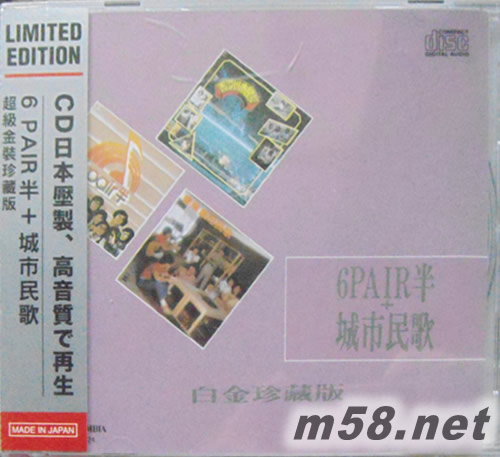 LIMITED
EDITION
CD日本壓製、高音質で再生
6 PAIR半 + 城市民歌
超級金裝珍藏版
MADE IN JAPAN
COMPACT
disc
DIGITAL AUDIO
6PAIR半
+
城市民歌
白金珍藏版
m58.net